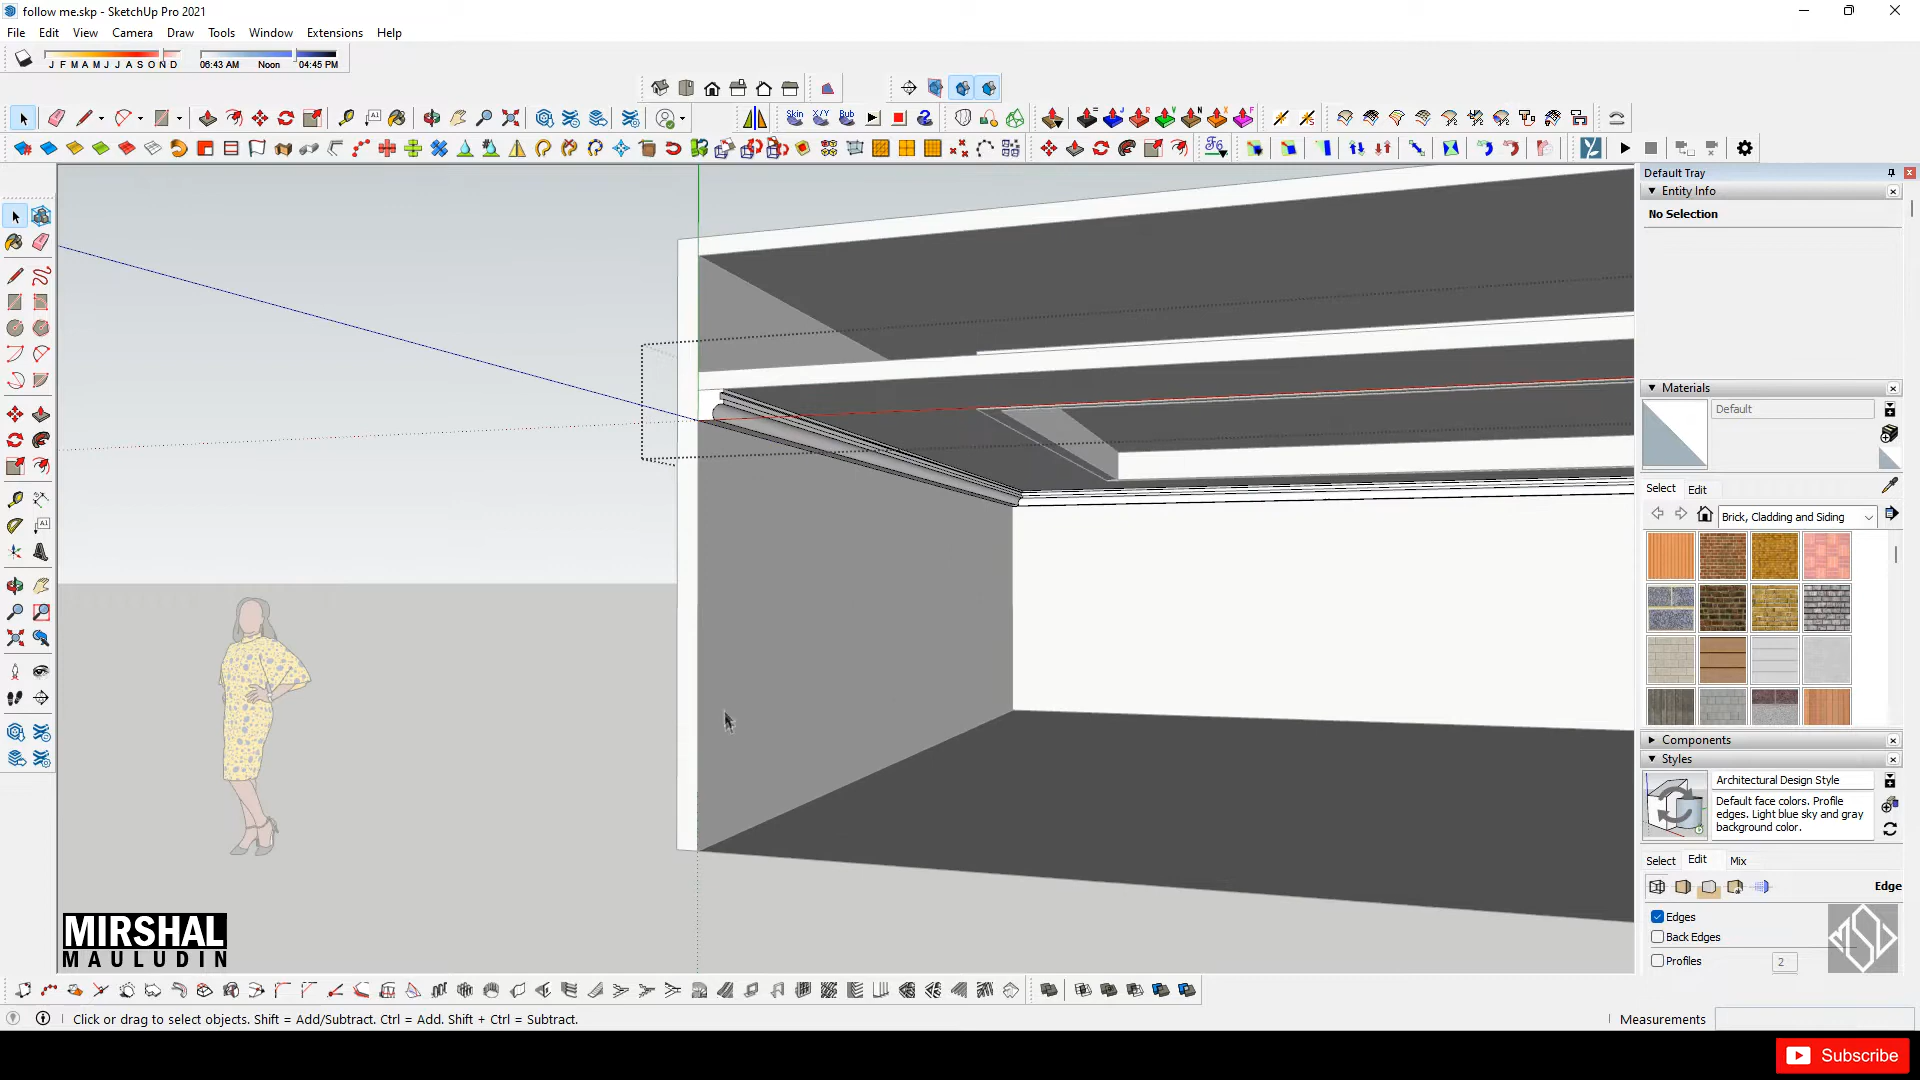 follow me.skp - SketchUp Pro 2021
File Edit View Camera Draw Tools Window Extensions Help
J F M A M J J A S O N D 06:43 AM Noon 04:45 PM
Skin X/Y Bub
Default Tray
Entity Info
No Selection
Materials
Default
Select Edit
Brick, Cladding and Siding
Components
Styles
Architectural Design Style
Default face colors. Profile
edges. Light blue sky and gray
background color.
Select Edit Mix
Edge
Edges
Back Edges
Profiles 2
MIRSHAL
MAULUDIN
Click or drag to select objects. Shift = Add/Subtract. Ctrl = Add. Shift + Ctrl = Subtract.
Measurements
Subscribe